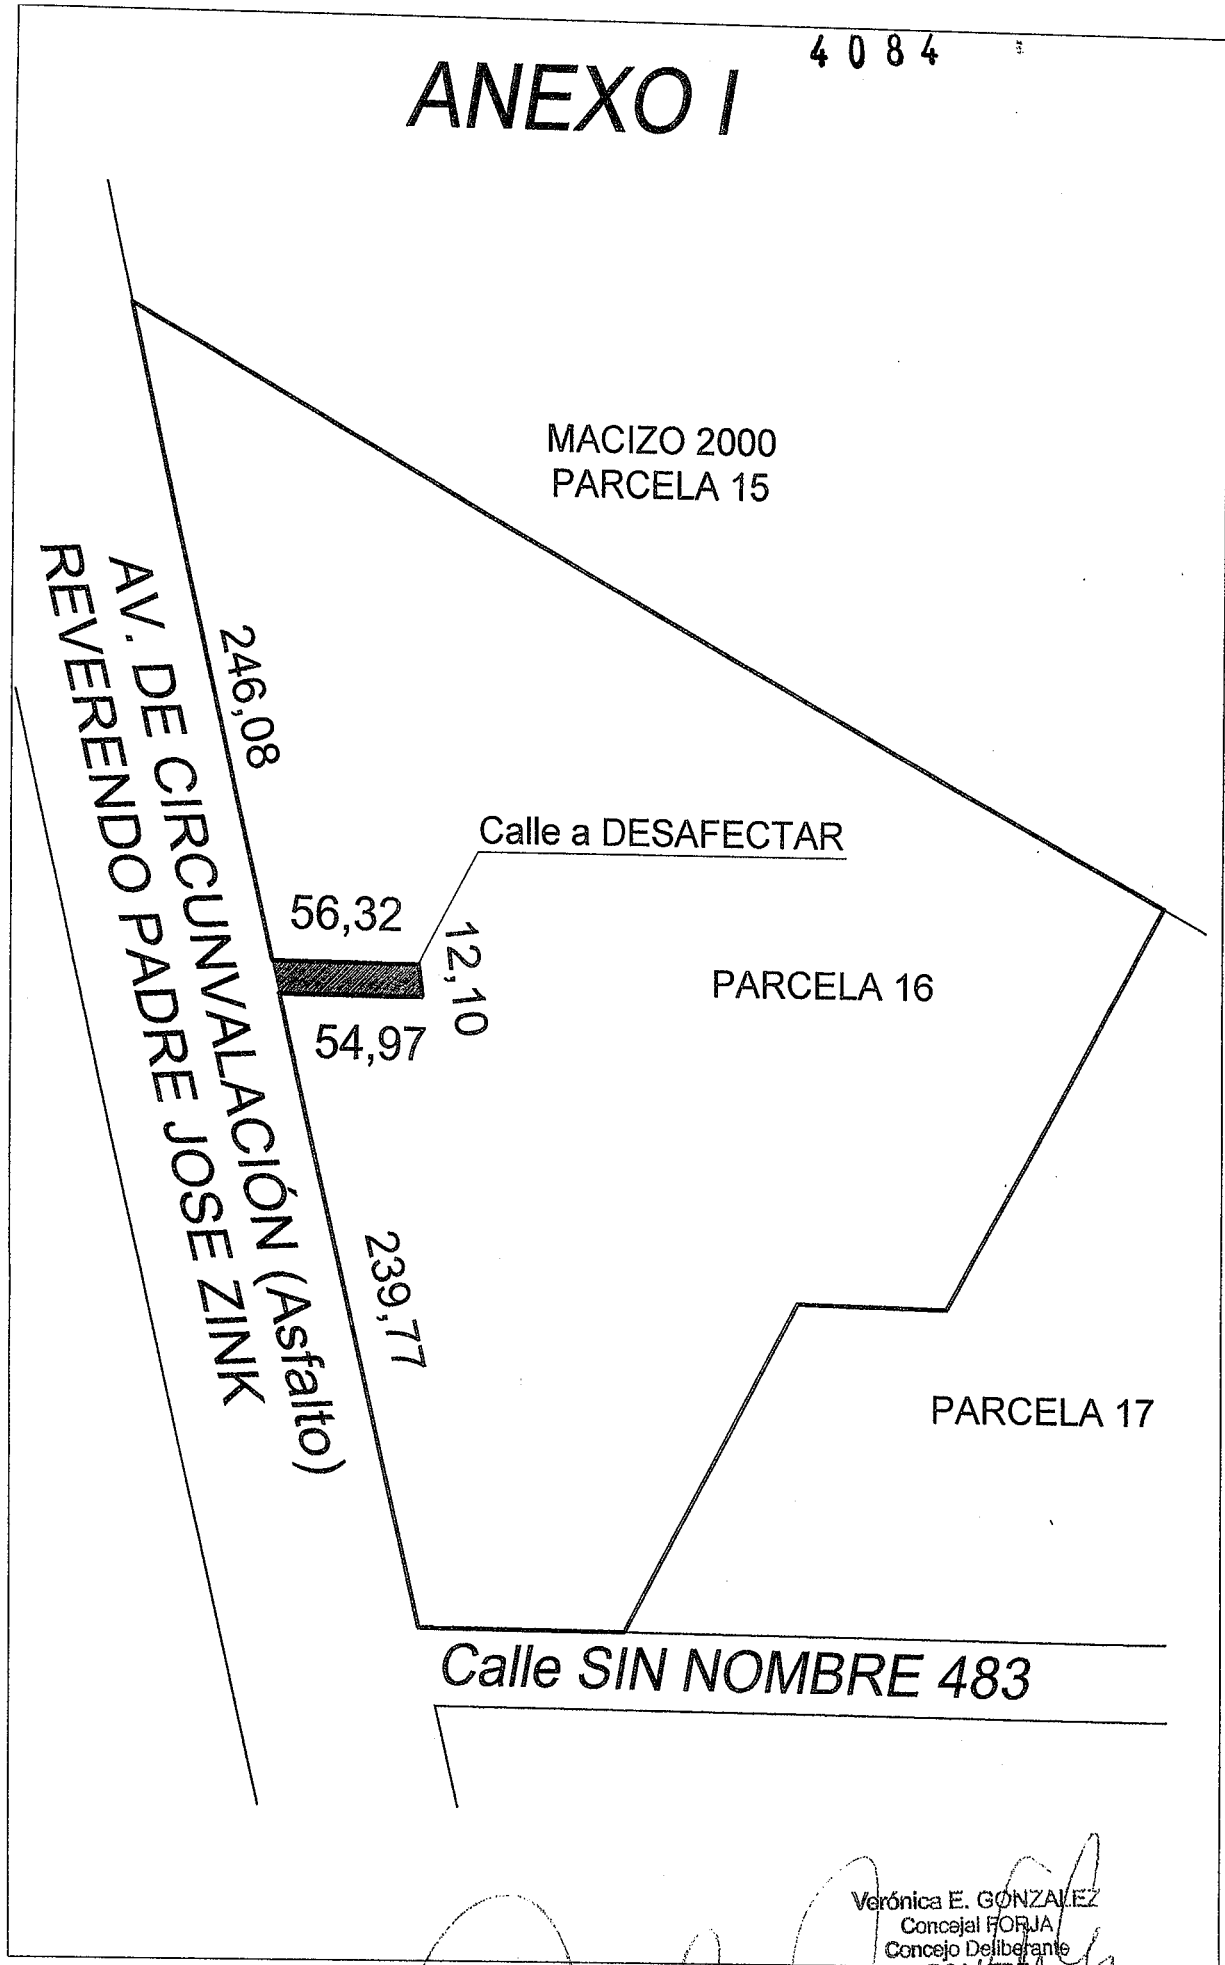 4084
ANEXO I
MACIZO 2000
PARCELA 15
AV. DE CIRCUNVALACIÓN (Asfalto)
REVERENDO PADRE JOSE ZINK
246,08
Calle a DESAFECTAR
56,32
12,10
54,97
PARCELA 16
239,77
PARCELA 17
Calle SIN NOMBRE 483
Verónica E. GONZALEZ
Concejal FORJA
Concejo Deliberante